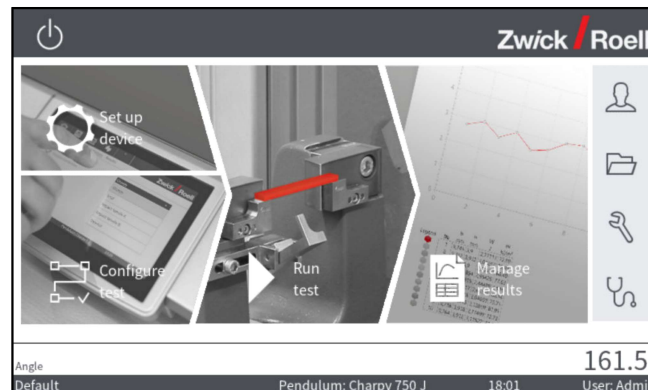 Zwick Roell
Set up
device
Configure
test
Run
test
Manage
results
Angle
161.5
Default
Pendulum: Charpy 750 J
18:01
User: Admi